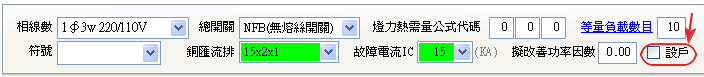 相線數 1ϕ3w 220/110V 總開關 NFB(無熔絲開關) 燈力熱需量公式代碼 0 0 0 等量負載數目 10
符號 銅匯流排 15x2x1 故障電流IC 15 (KA) 擬改善功率因數 0.00 設戶